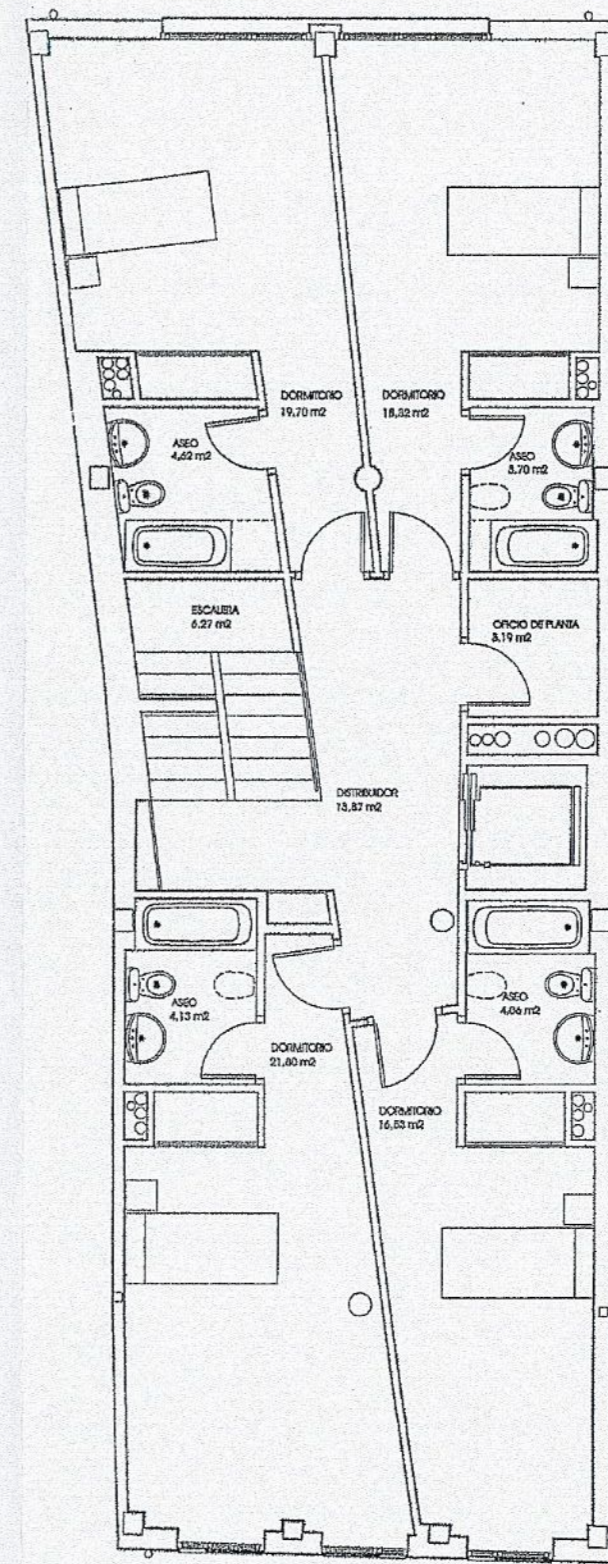 DORMITORIO
19,70 m2
DORMITORIO
18,32 m2
ASEO
4,62 m2
ASEO
3,70 m2
ESCALERA
6,27 m2
OFICIO DE PLANTA
3,19 m2
DISTRIBUIDOR
13,87 m2
ASEO
4,13 m2
ASEO
4,06 m2
DORMITORIO
21,80 m2
DORMITORIO
16,53 m2